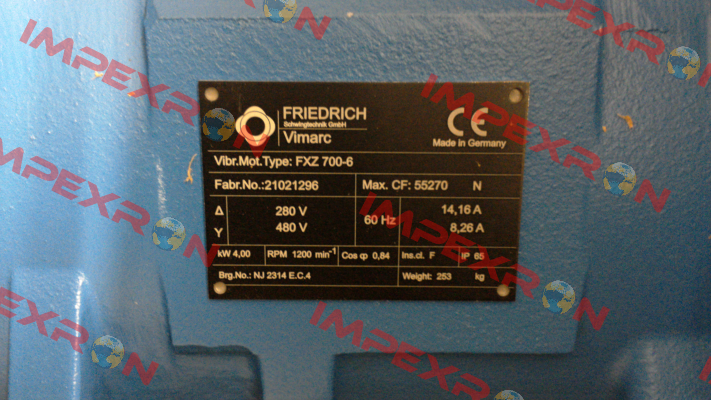 FRIEDRICH
Schwingtechnik GmbH
Vimarc
CE
Made in Germany
Vibr.Mot.Type: FXZ 700-6
Fabr.No.:21021296 Max. CF: 55270 N
Δ 280 V 60 Hz 14,16 A
Y 480 V 8,26 A
kW 4,00 RPM 1200 min⁻¹ Cos φ 0,84 Ins.cl. F IP 65
Brg.No.: NJ 2314 E.C.4 Weight: 253 kg
IMPEXRON
IMPEXRON
IMPEXRON
IMPEXRON
IMPEXRON
IMPEXRON